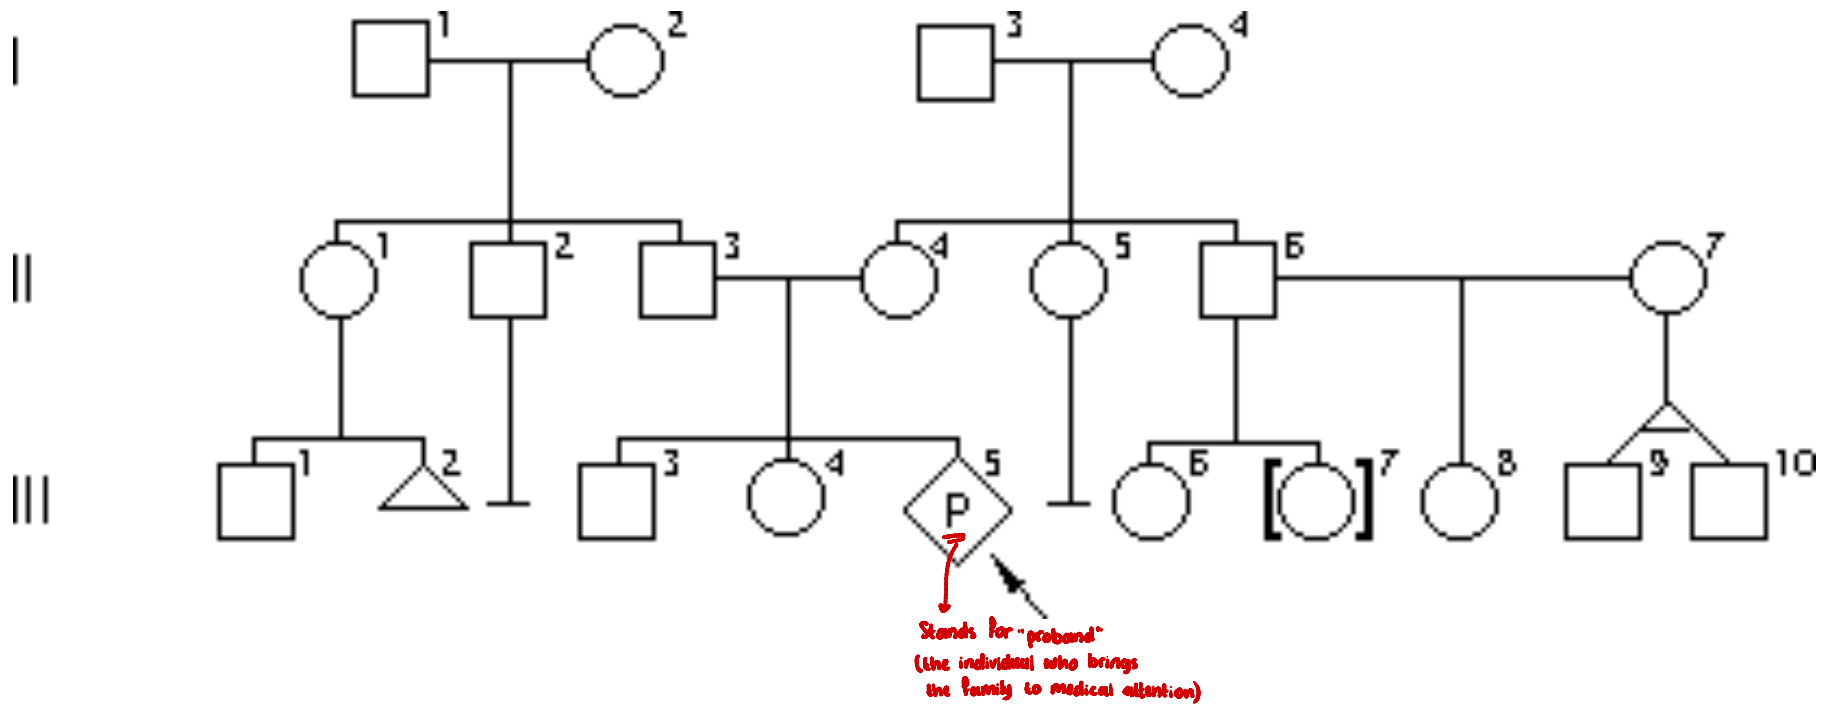 I 1 2 3 4
II 1 2 3 4 5 6 7
III 1 2 3 4 5 6 7 8 9 10
P
Stands for "proband"
(the individual who brings
the family to medical attention)